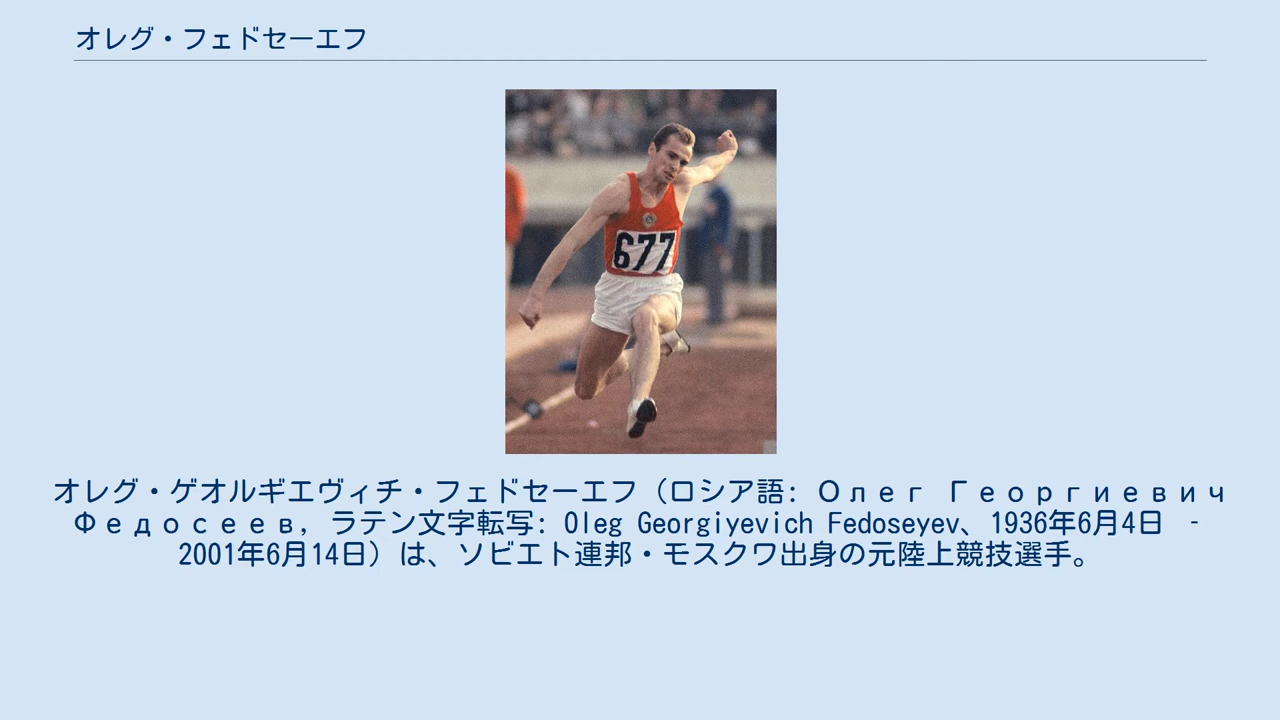 オレグ・フェドセーエフ
677
オレグ・ゲオルギエヴィチ・フェドセーエフ（ロシア語: Олег Георгиевич
Федосеев, ラテン文字転写: Oleg Georgiyevich Fedoseyev、1936年6月4日 -
2001年6月14日）は、ソビエト連邦・モスクワ出身の元陸上競技選手。